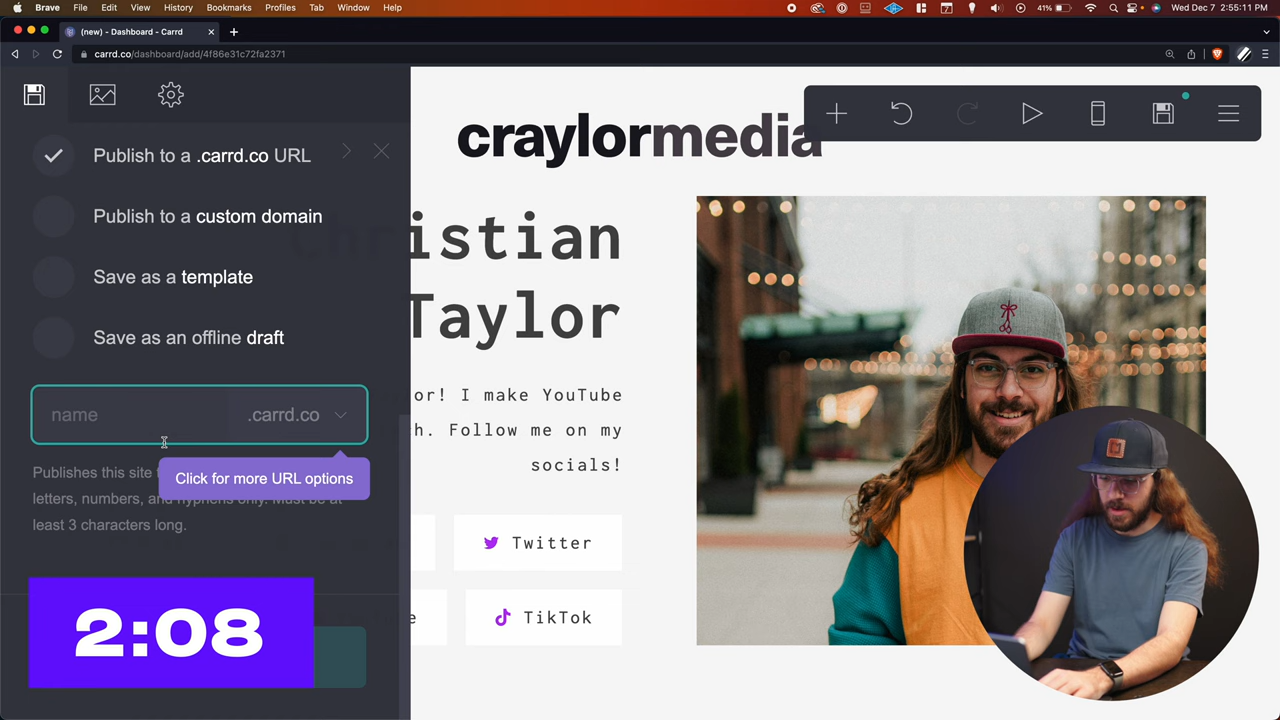 Brave File Edit View History Bookmarks Profiles Tab Window Help 41% Wed Dec 7 2:55:11 PM
(new) - Dashboard - Carrd
carrd.co/dashboard/add/4f86e31c72fa2371
craylormedia
Publish to a .carrd.co URL
Publish to a custom domain
Save as a template
Save as an offline draft
name .carrd.co
Click for more URL options
Publishes this site
letters, numbers, and hyphens only. Must be at
least 3 characters long.
2:08
Christian
Taylor
or! I make YouTube
h. Follow me on my
socials!
Twitter
e
TikTok